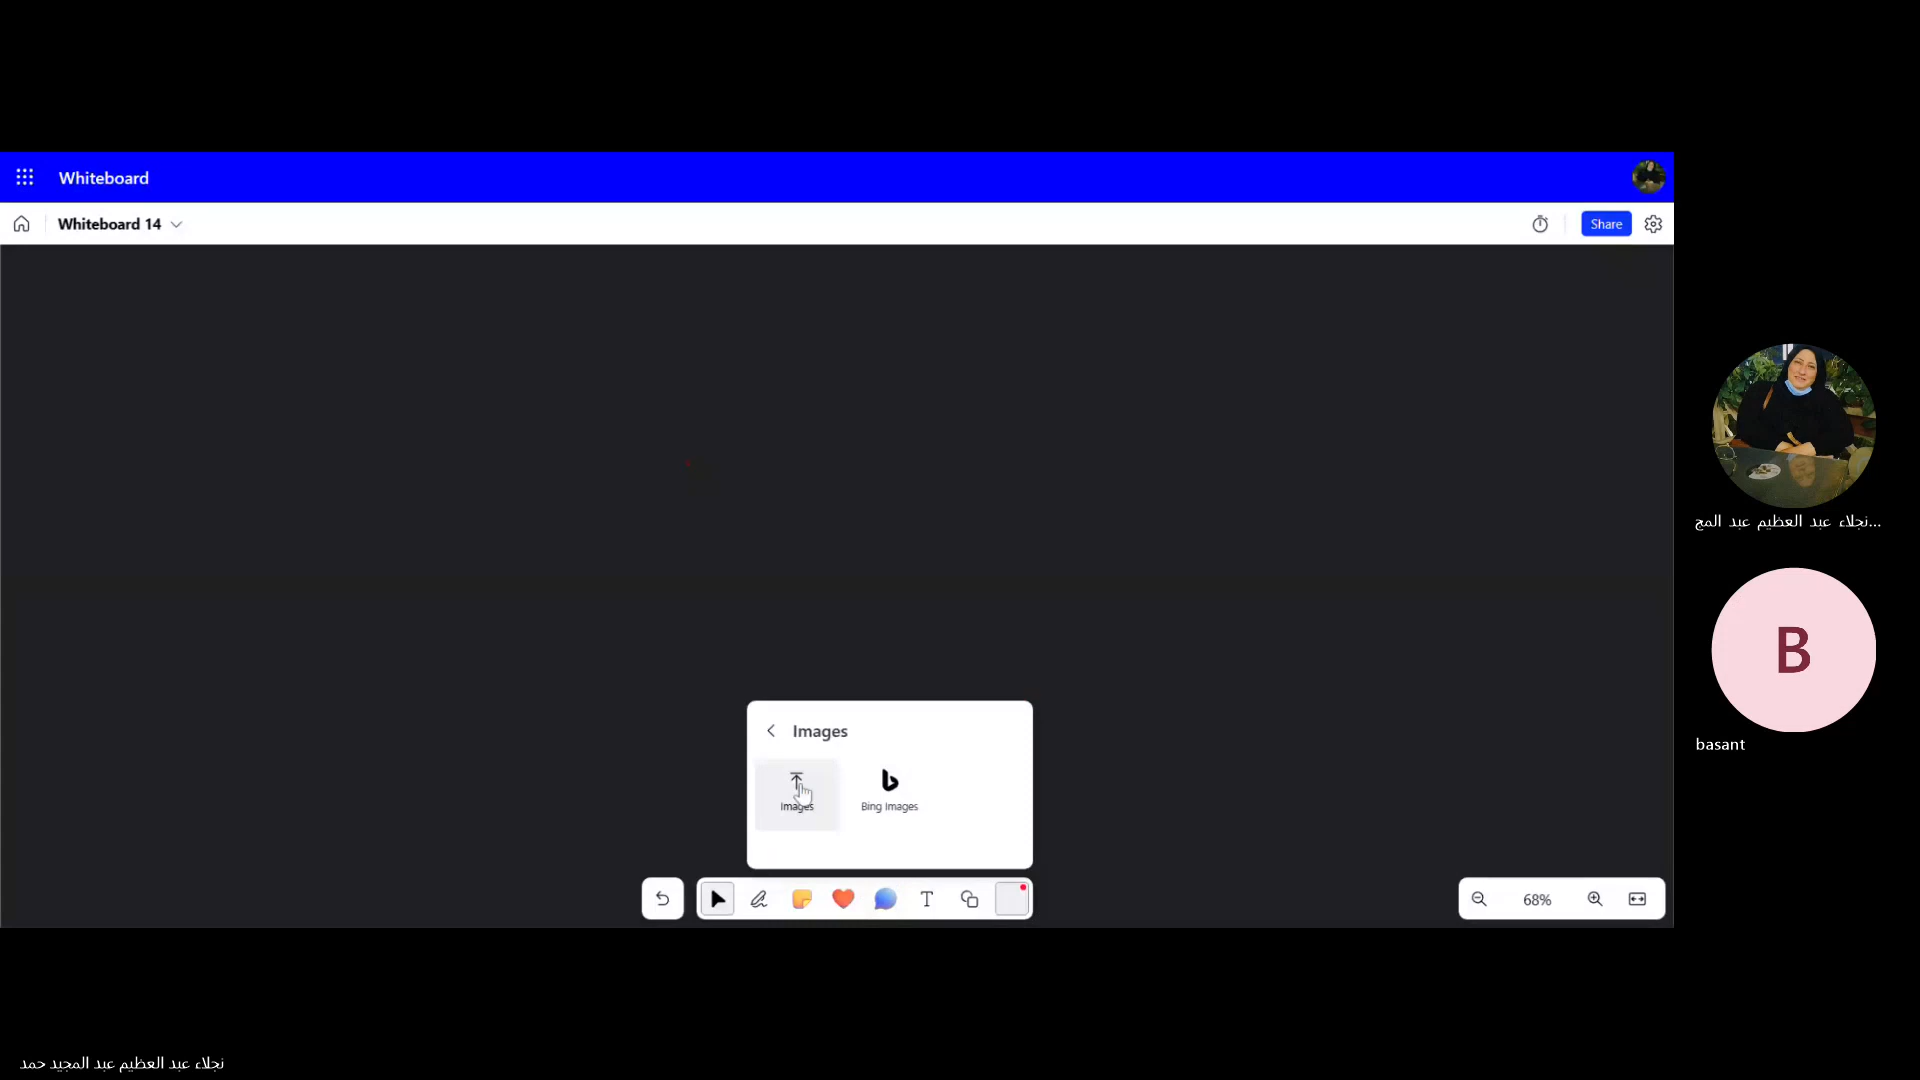 Whiteboard
Whiteboard 14
Share
نجلاء عبد العظيم عبد المج...
B
basant
Images
Images
Bing Images
68%
نجلاء عبد العظيم عبد المجيد حمد